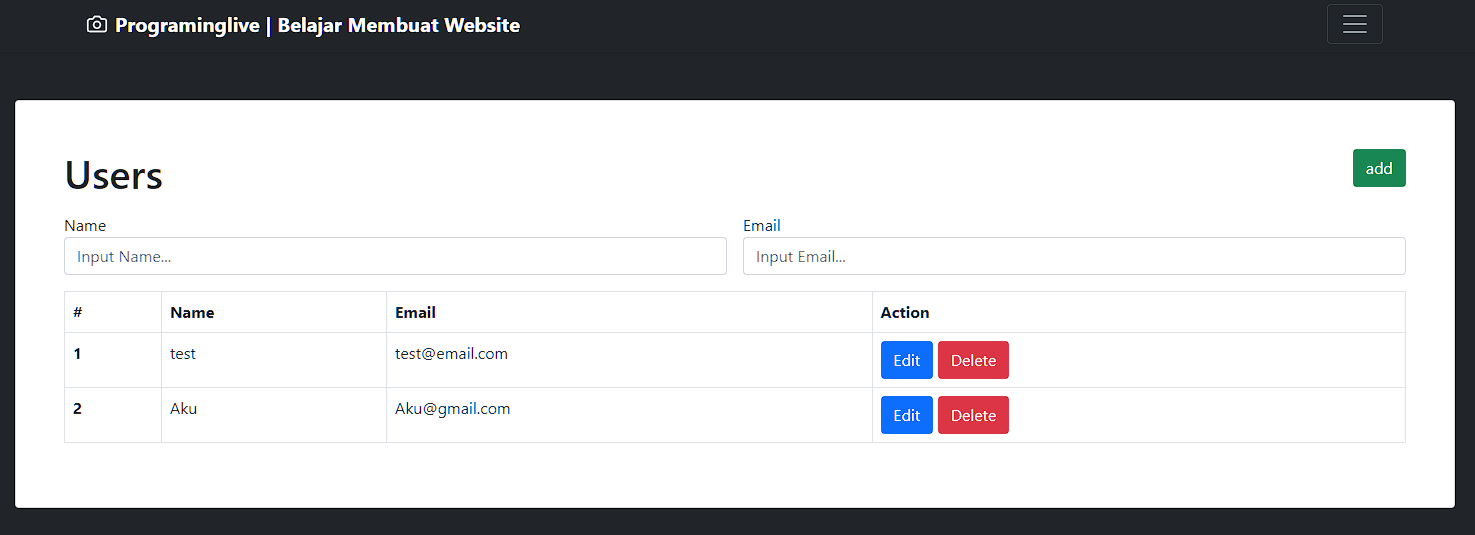 Programinglive | Belajar Membuat Website
Users
add
Name Email
Input Name... Input Email...
# Name Email Action
1 test test@email.com Edit Delete
2 Aku Aku@gmail.com Edit Delete